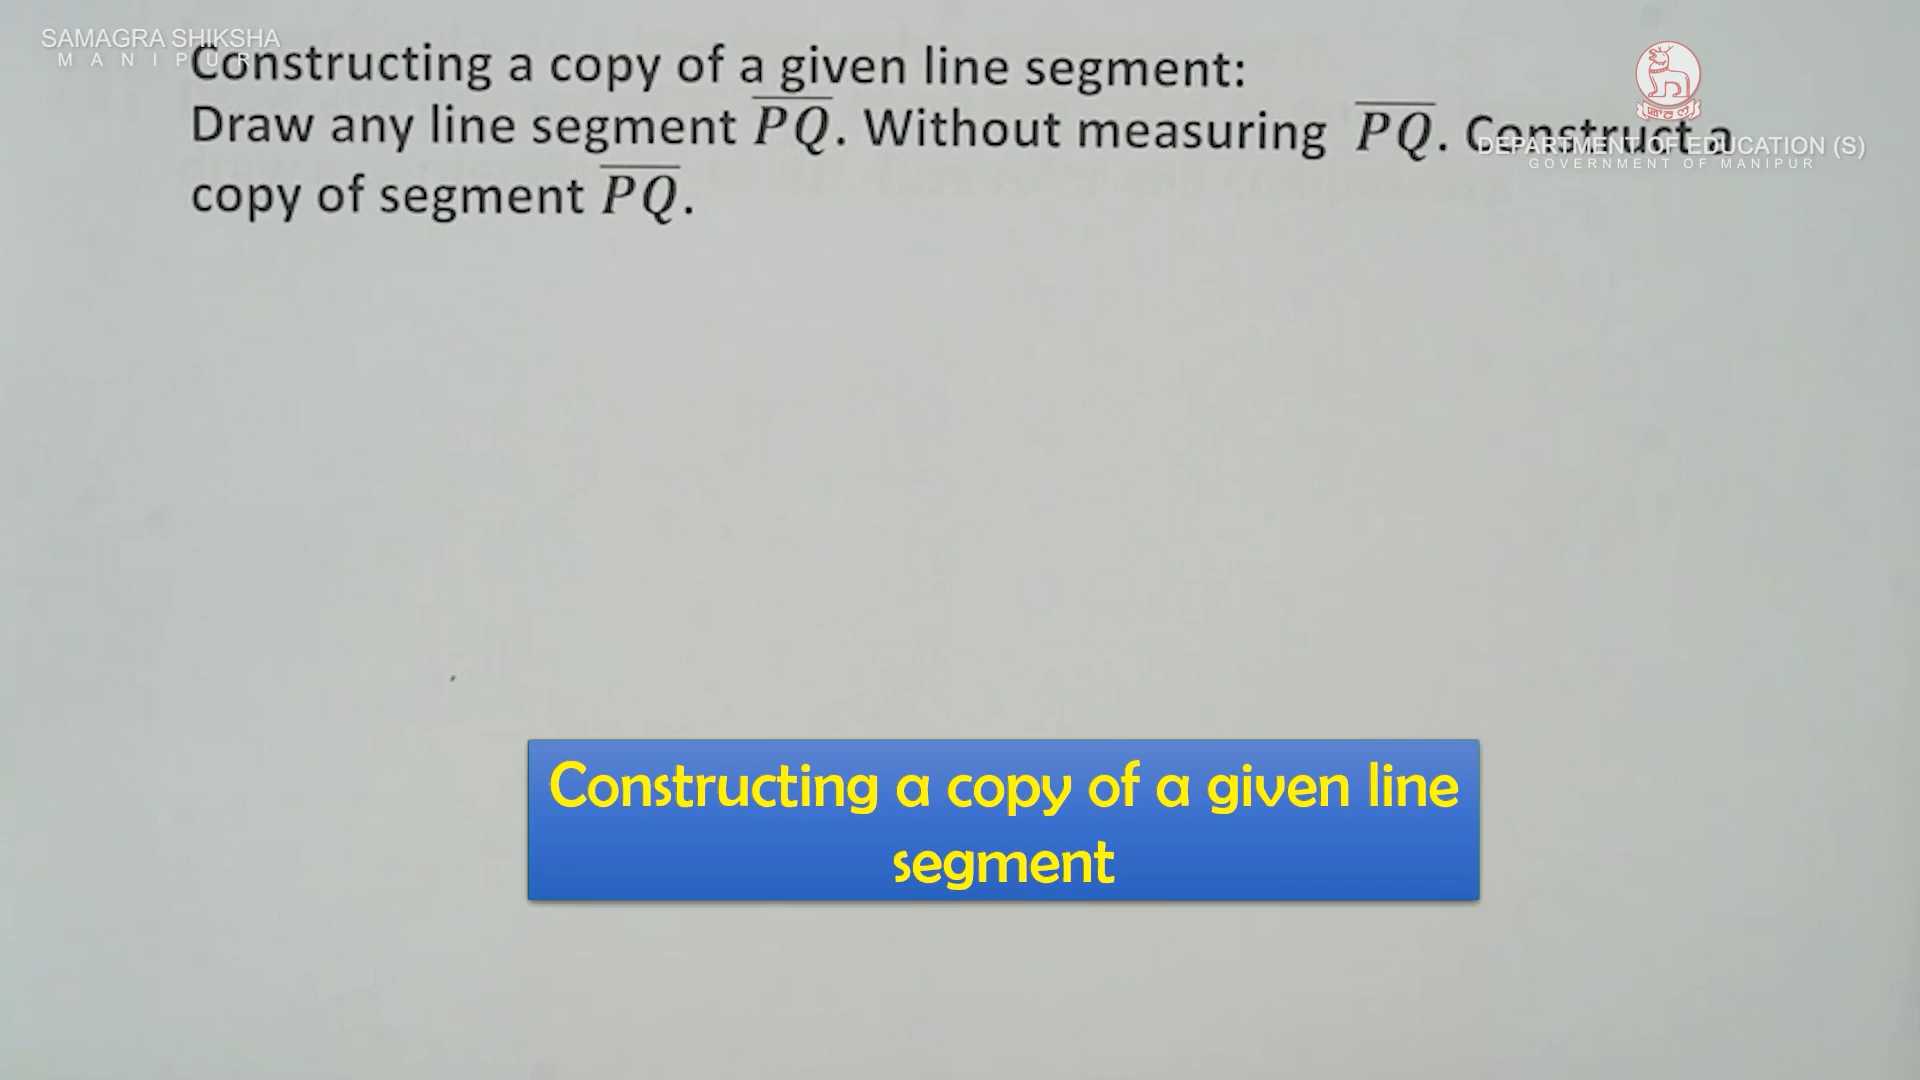 SAMAGRA SHIKSHA
MANIPUR
Constructing a copy of a given line segment:
Draw any line segment PQ. Without measuring PQ. Construct a
copy of segment PQ.
DEPARTMENT OF EDUCATION (S)
GOVERNMENT OF MANIPUR
Constructing a copy of a given line
segment